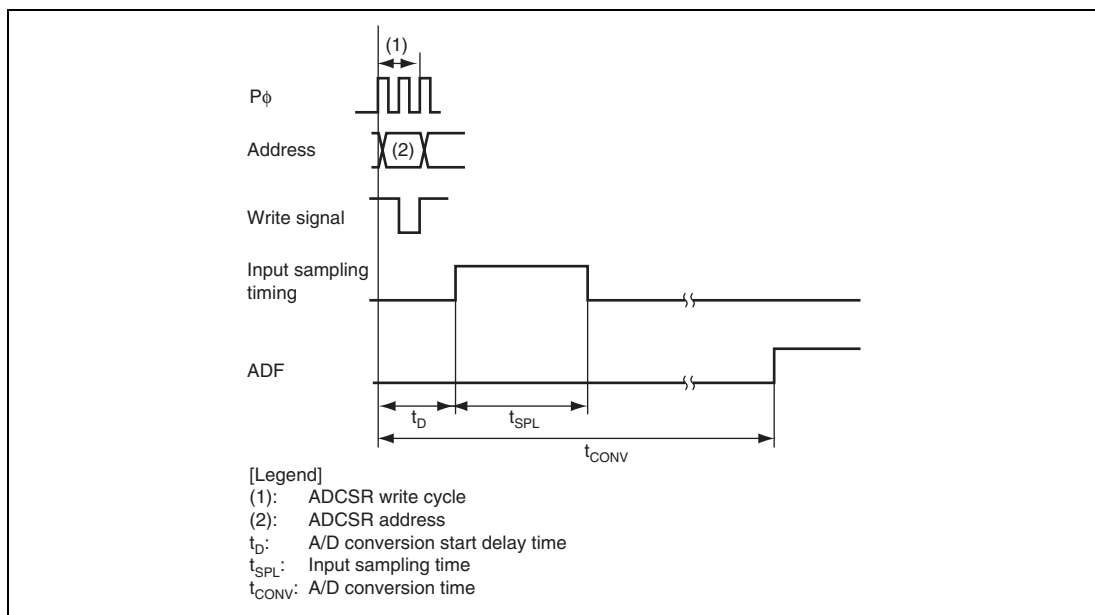 (1)
Pϕ
Address
(2)
Write signal
Input sampling
timing
ADF
tD
tSPL
tCONV
[Legend]
(1): ADCSR write cycle
(2): ADCSR address
tD: A/D conversion start delay time
tSPL: Input sampling time
tCONV: A/D conversion time